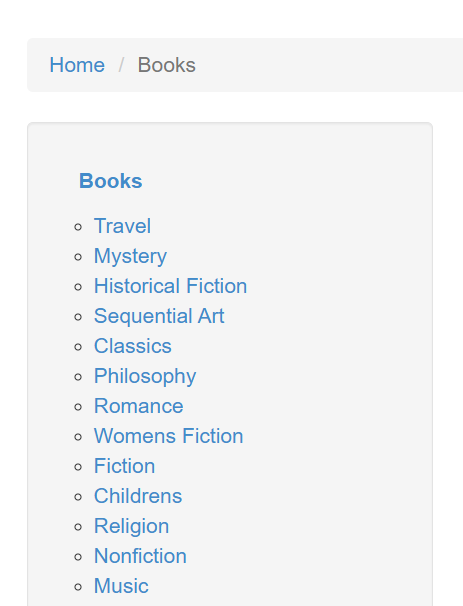 Home / Books
Books
Travel
Mystery
Historical Fiction
Sequential Art
Classics
Philosophy
Romance
Womens Fiction
Fiction
Childrens
Religion
Nonfiction
Music